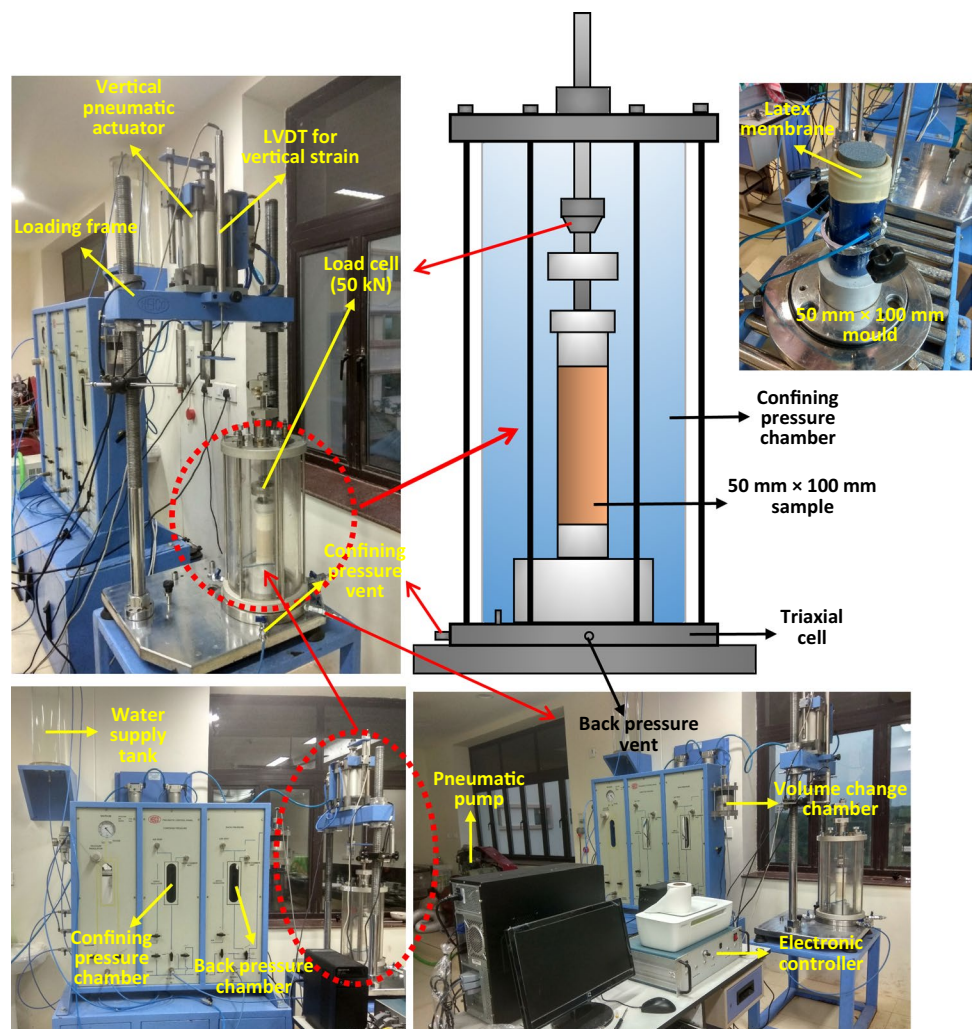 Vertical
pneumatic
actuator
LVDT for
vertical strain
Loading frame
Load cell
(50 kN)
Confining
pressure
vent
Latex
membrane
50 mm × 100 mm
mould
Confining
pressure
chamber
50 mm × 100 mm
sample
Triaxial
cell
Back pressure
vent
Water
supply
tank
Confining
pressure
chamber
Back pressure
chamber
Pneumatic
pump
Volume change
chamber
Electronic
controller